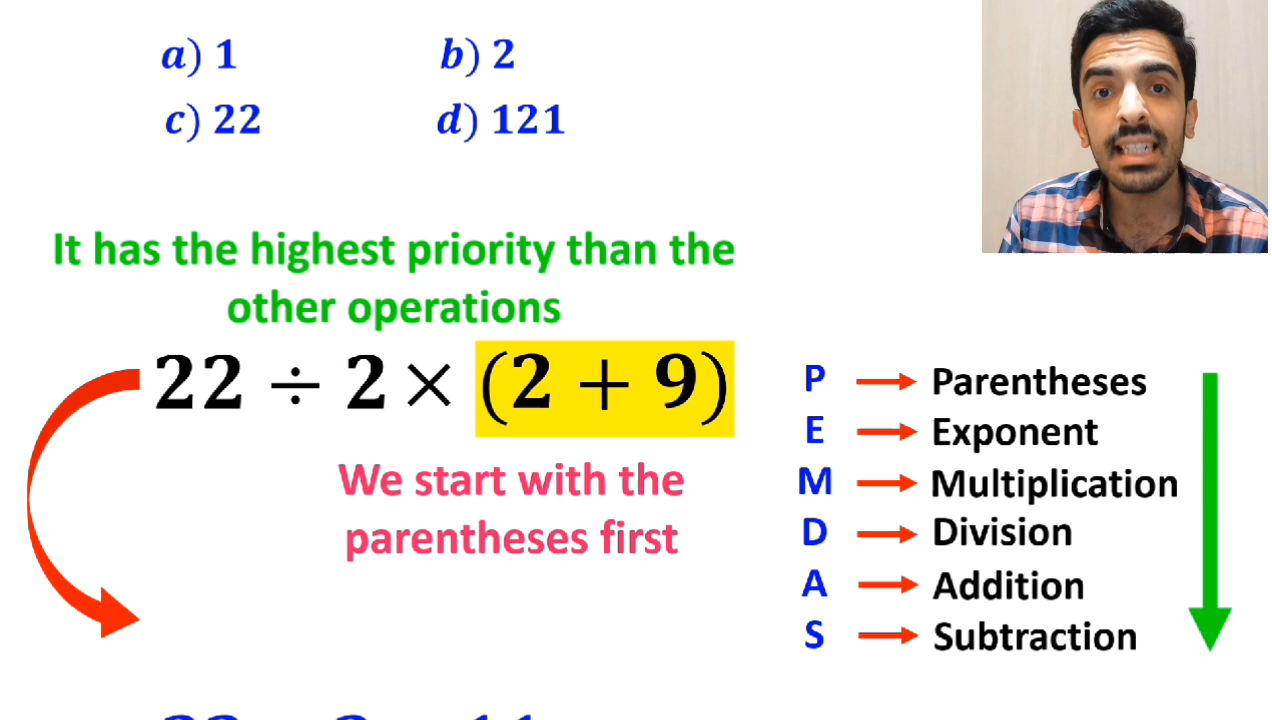 a) 1 b) 2
c) 22 d) 121
It has the highest priority than the
other operations
22 ÷ 2 × (2 + 9)
We start with the
parentheses first
P Parentheses
E Exponent
M Multiplication
D Division
A Addition
S Subtraction